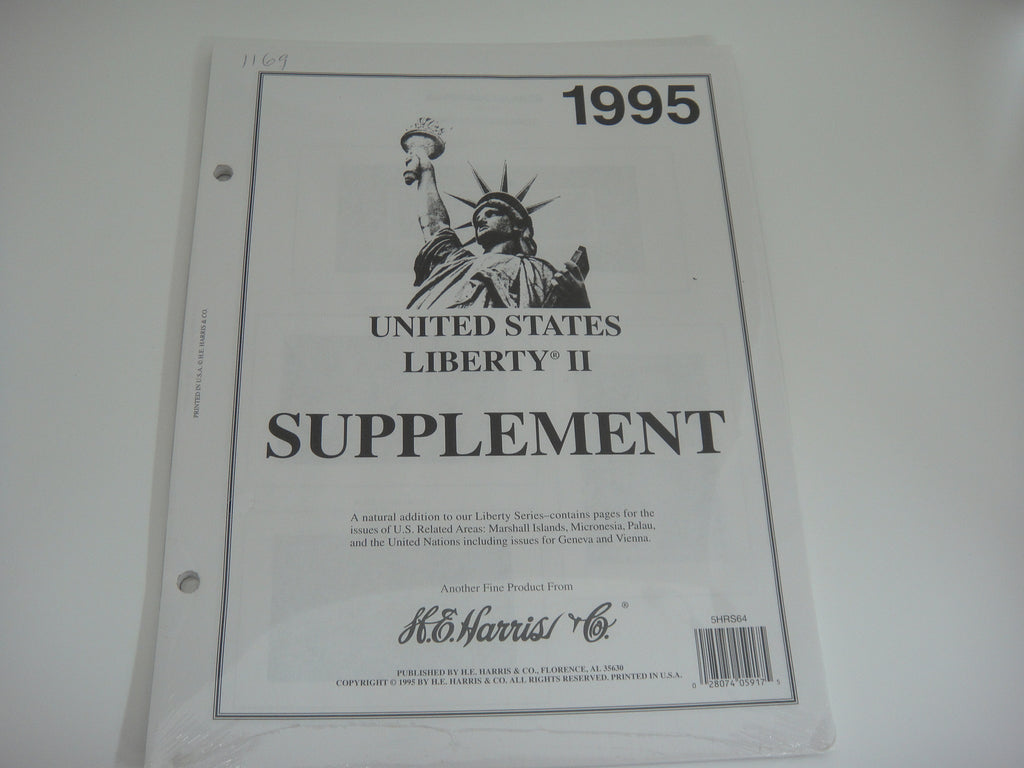 1169
1995
UNITED STATES
LIBERTY® II
SUPPLEMENT
A natural addition to our Liberty Series–contains pages for the
issues of U.S. Related Areas: Marshall Islands, Micronesia, Palau,
and the United Nations including issues for Geneva and Vienna.
Another Fine Product From
H.E. Harris & Co.®
PUBLISHED BY H.E. HARRIS & CO., FLORENCE, AL 35630
COPYRIGHT © 1995 BY H.E. HARRIS & CO. ALL RIGHTS RESERVED. PRINTED IN U.S.A.
5HRS64
0 28074 05917 5
PRINTED IN U.S.A. © H.E. HARRIS & CO.